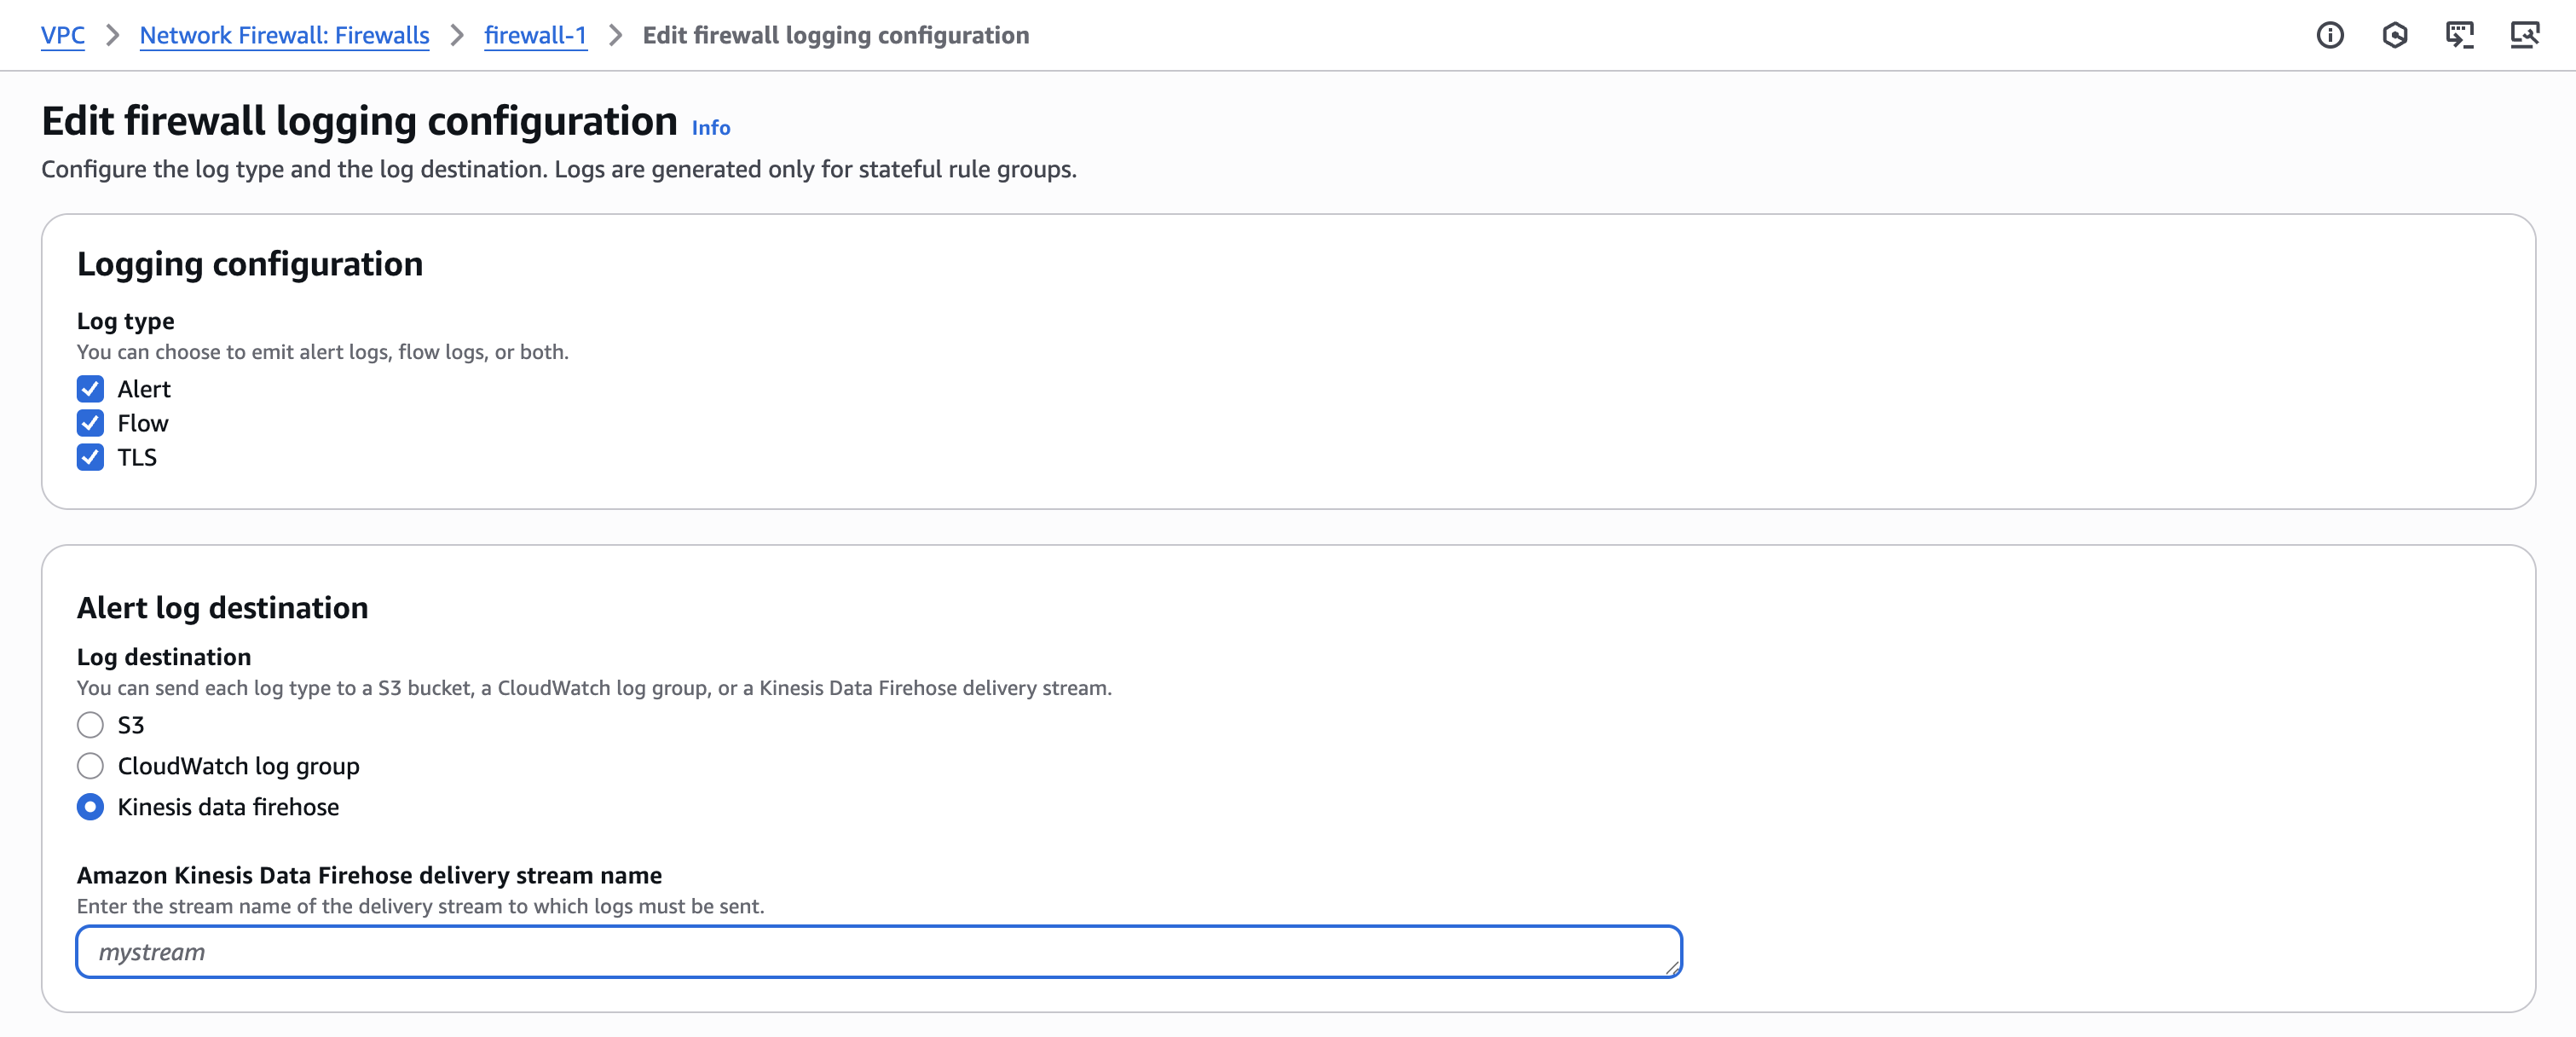 VPC > Network Firewall: Firewalls > firewall-1 > Edit firewall logging configuration
Edit firewall logging configuration Info
Configure the log type and the log destination. Logs are generated only for stateful rule groups.
Logging configuration
Log type
You can choose to emit alert logs, flow logs, or both.
Alert
Flow
TLS
Alert log destination
Log destination
You can send each log type to a S3 bucket, a CloudWatch log group, or a Kinesis Data Firehose delivery stream.
S3
CloudWatch log group
Kinesis data firehose
Amazon Kinesis Data Firehose delivery stream name
Enter the stream name of the delivery stream to which logs must be sent.
mystream